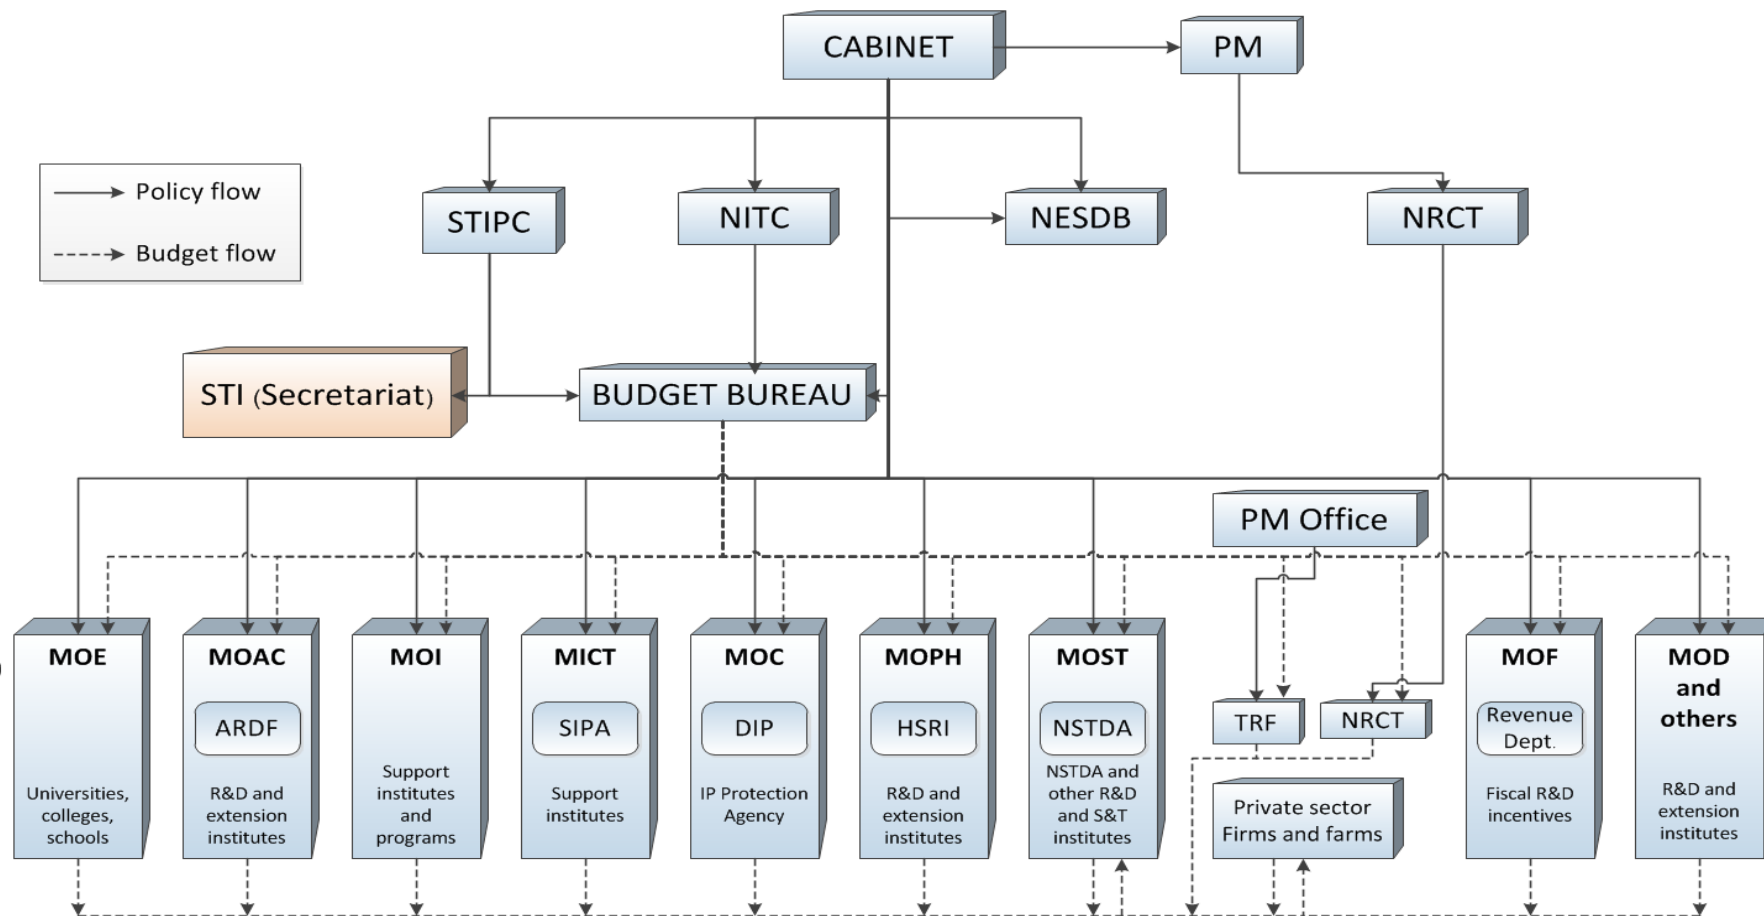 CABINET
PM
Policy flow
Budget flow
STIPC
NITC
NESDB
NRCT
STI (Secretariat)
BUDGET BUREAU
PM Office
MOE
Universities,
colleges,
schools
MOAC
ARDF
R&D and
extension
institutes
MOI
Support
institutes
and
programs
MICT
SIPA
Support
institutes
MOC
DIP
IP Protection
Agency
MOPH
HSRI
R&D and
extension
institutes
MOST
NSTDA
NSTDA and
other R&D
and S&T
institutes
TRF
NRCT
Private sector
Firms and farms
MOF
Revenue
Dept.
Fiscal R&D
incentives
MOD
and
others
R&D and
extension
institutes